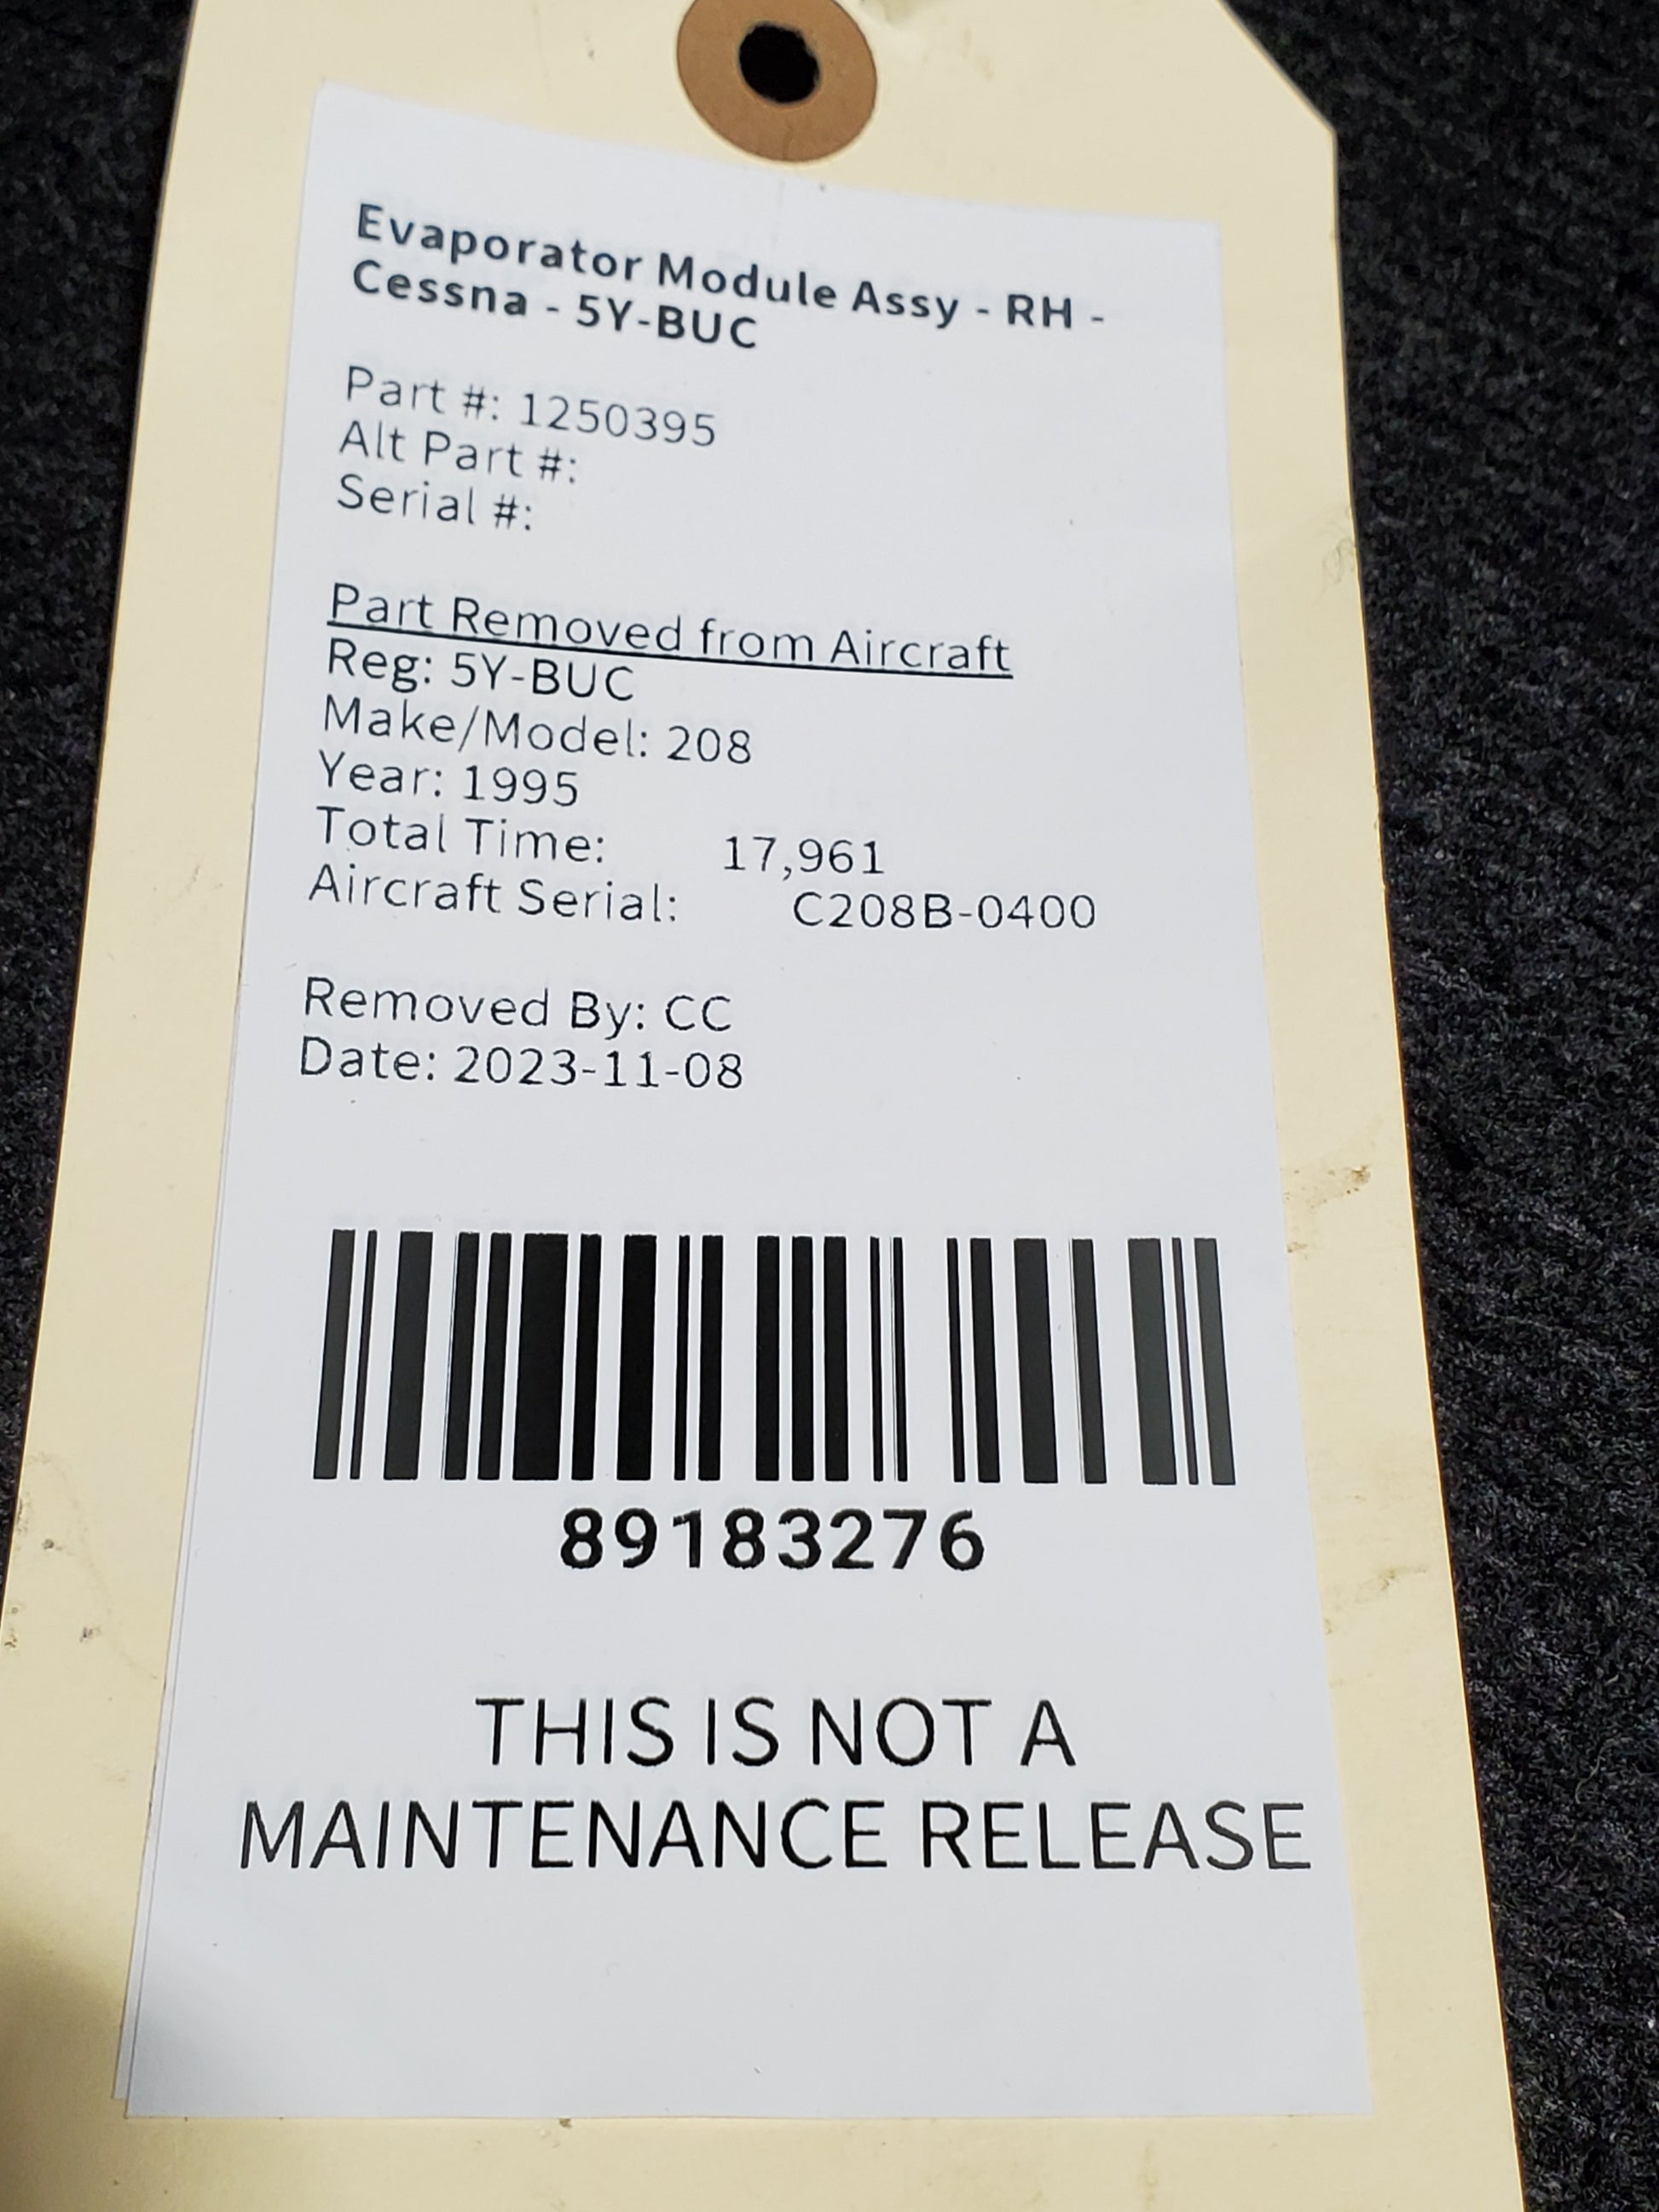 Evaporator Module Assy - RH -
Cessna - 5Y-BUC
Part #: 1250395
Alt Part #:
Serial #:
Part Removed from Aircraft
Reg: 5Y-BUC
Make/Model: 208
Year: 1995
Total Time: 17,961
Aircraft Serial: C208B-0400
Removed By: CC
Date: 2023-11-08
89183276
THIS IS NOT A
MAINTENANCE RELEASE